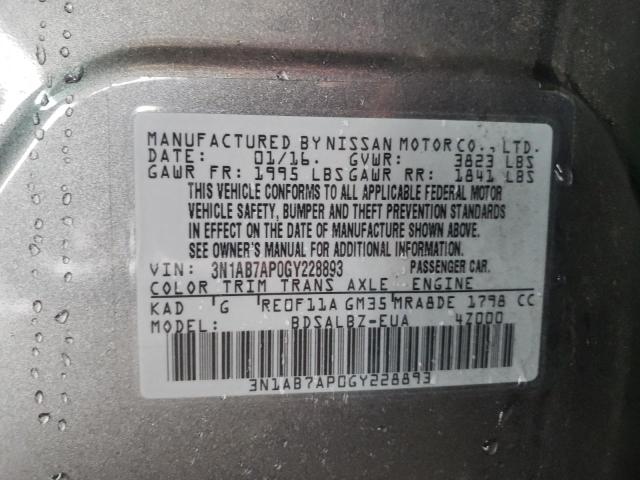 MANUFACTURED BY NISSAN MOTOR CO., LTD.
DATE: 01/16. GVWR: 3823 LBS
GAWR FR: 1995 LBS GAWR RR: 1841 LBS
THIS VEHICLE CONFORMS TO ALL APPLICABLE FEDERAL MOTOR
VEHICLE SAFETY, BUMPER AND THEFT PREVENTION STANDARDS
IN EFFECT ON THE DATE OF MANUFACTURE SHOWN ABOVE.
SEE OWNER'S MANUAL FOR ADDITIONAL INFORMATION.
VIN: 3N1AB7AP0GY228893 PASSENGER CAR.
COLOR TRIM TRANS AXLE ENGINE
KAD G RE0F11A GM35 MRA8DE 1798 CC
MODEL: BDSALBZ-EUA 4Z000
3N1AB7AP0GY228893